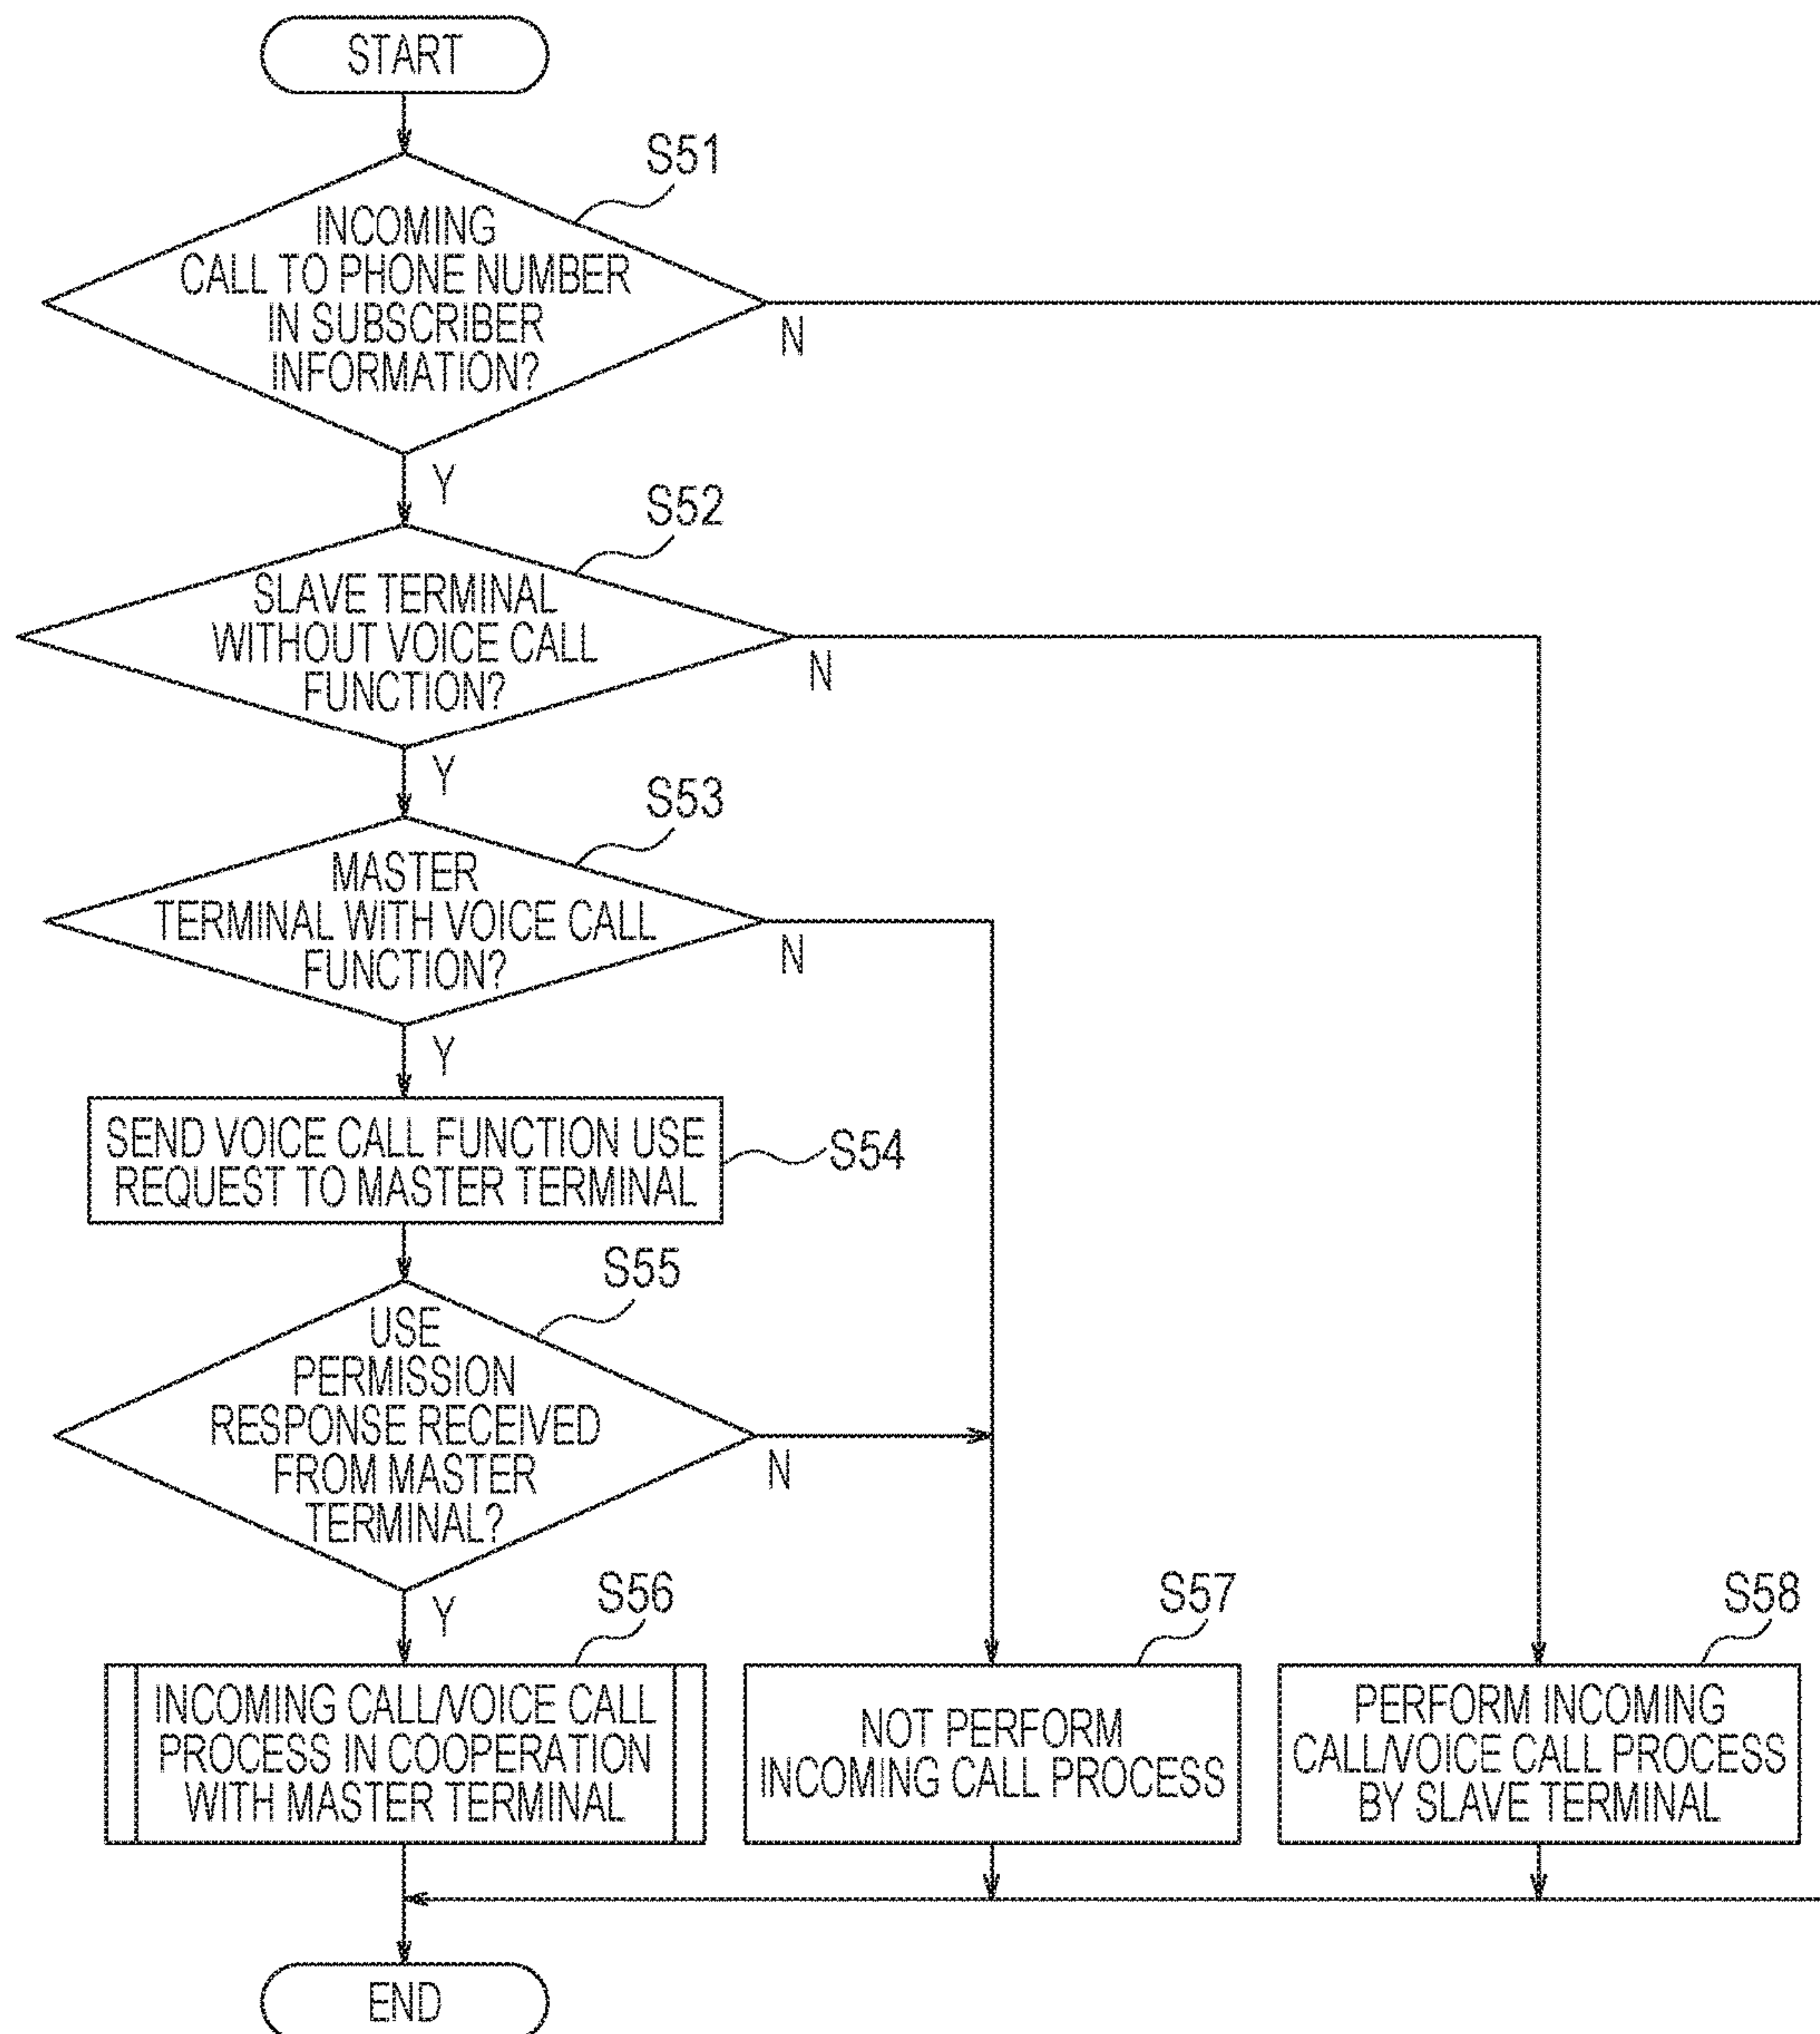 START
S51
INCOMING
CALL TO PHONE NUMBER
IN SUBSCRIBER
INFORMATION?
N
Y
S52
SLAVE TERMINAL
WITHOUT VOICE CALL
FUNCTION?
N
Y
S53
MASTER
TERMINAL WITH VOICE CALL
FUNCTION?
N
Y
SEND VOICE CALL FUNCTION USE
REQUEST TO MASTER TERMINAL
S54
S55
USE
PERMISSION
RESPONSE RECEIVED
FROM MASTER
TERMINAL?
N
Y
S56
INCOMING CALL/VOICE CALL
PROCESS IN COOPERATION
WITH MASTER TERMINAL
S57
NOT PERFORM
INCOMING CALL PROCESS
S58
PERFORM INCOMING
CALL/VOICE CALL PROCESS
BY SLAVE TERMINAL
END